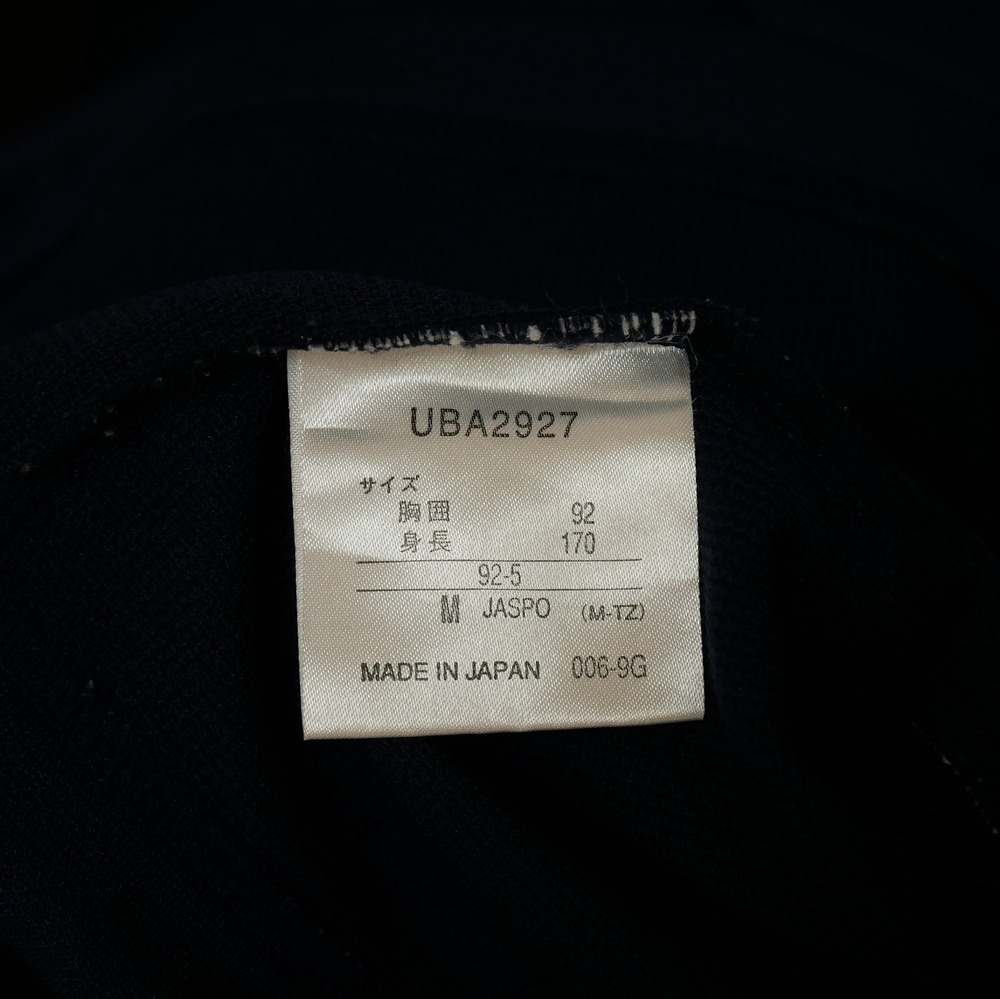 UBA2927
サイズ
胸囲 92
身長 170
92-5
M JASPO (M-TZ)
MADE IN JAPAN 006-9G